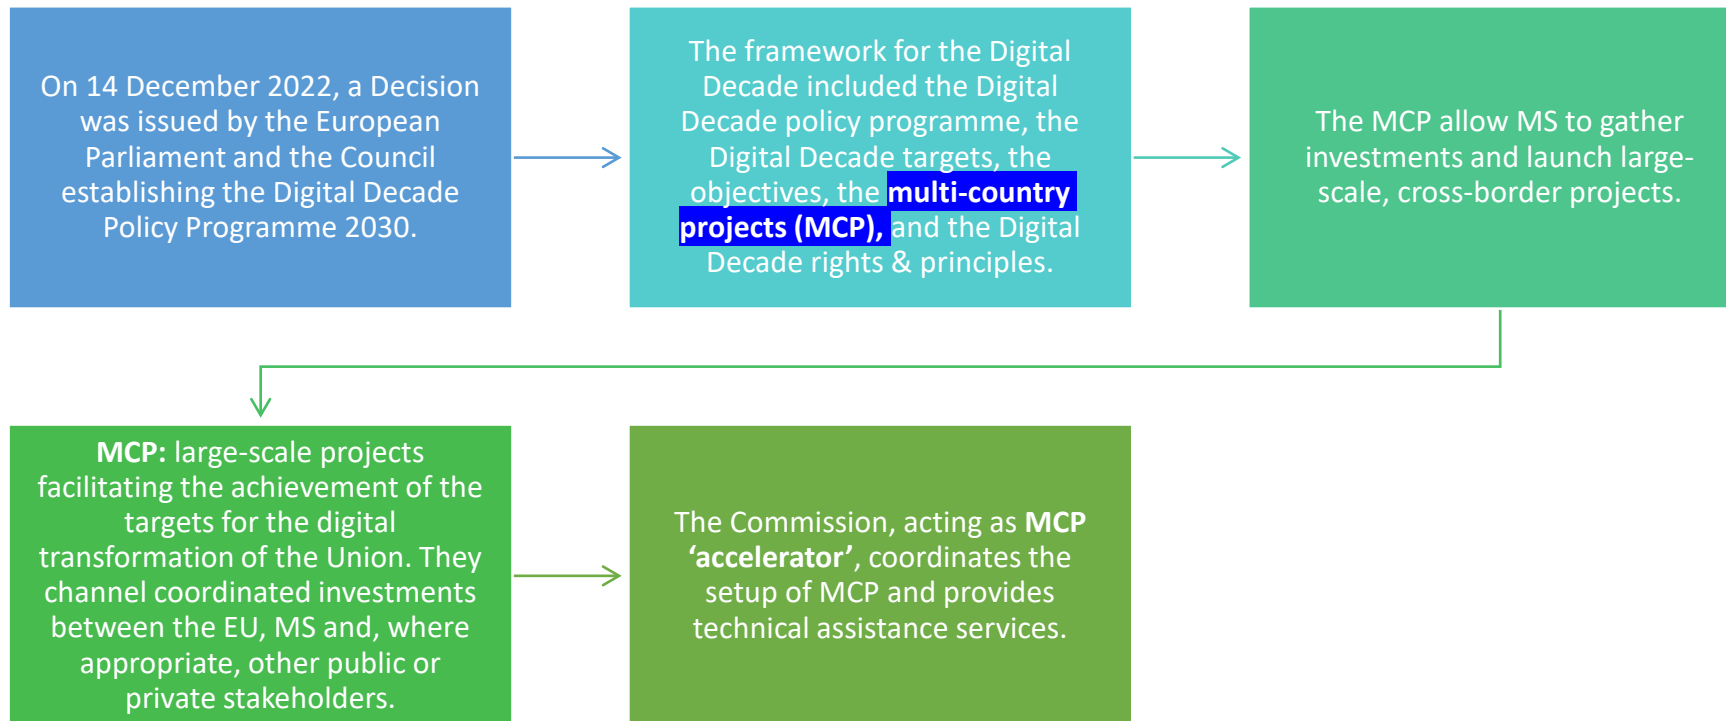 On 14 December 2022, a Decision
was issued by the European
Parliament and the Council
establishing the Digital Decade
Policy Programme 2030.
The framework for the Digital
Decade included the Digital
Decade policy programme, the
Digital Decade targets, the
objectives, the multi-country
projects (MCP), and the Digital
Decade rights & principles.
The MCP allow MS to gather
investments and launch large-
scale, cross-border projects.
MCP: large-scale projects
facilitating the achievement of the
targets for the digital
transformation of the Union. They
channel coordinated investments
between the EU, MS and, where
appropriate, other public or
private stakeholders.
The Commission, acting as MCP
‘accelerator’, coordinates the
setup of MCP and provides
technical assistance services.